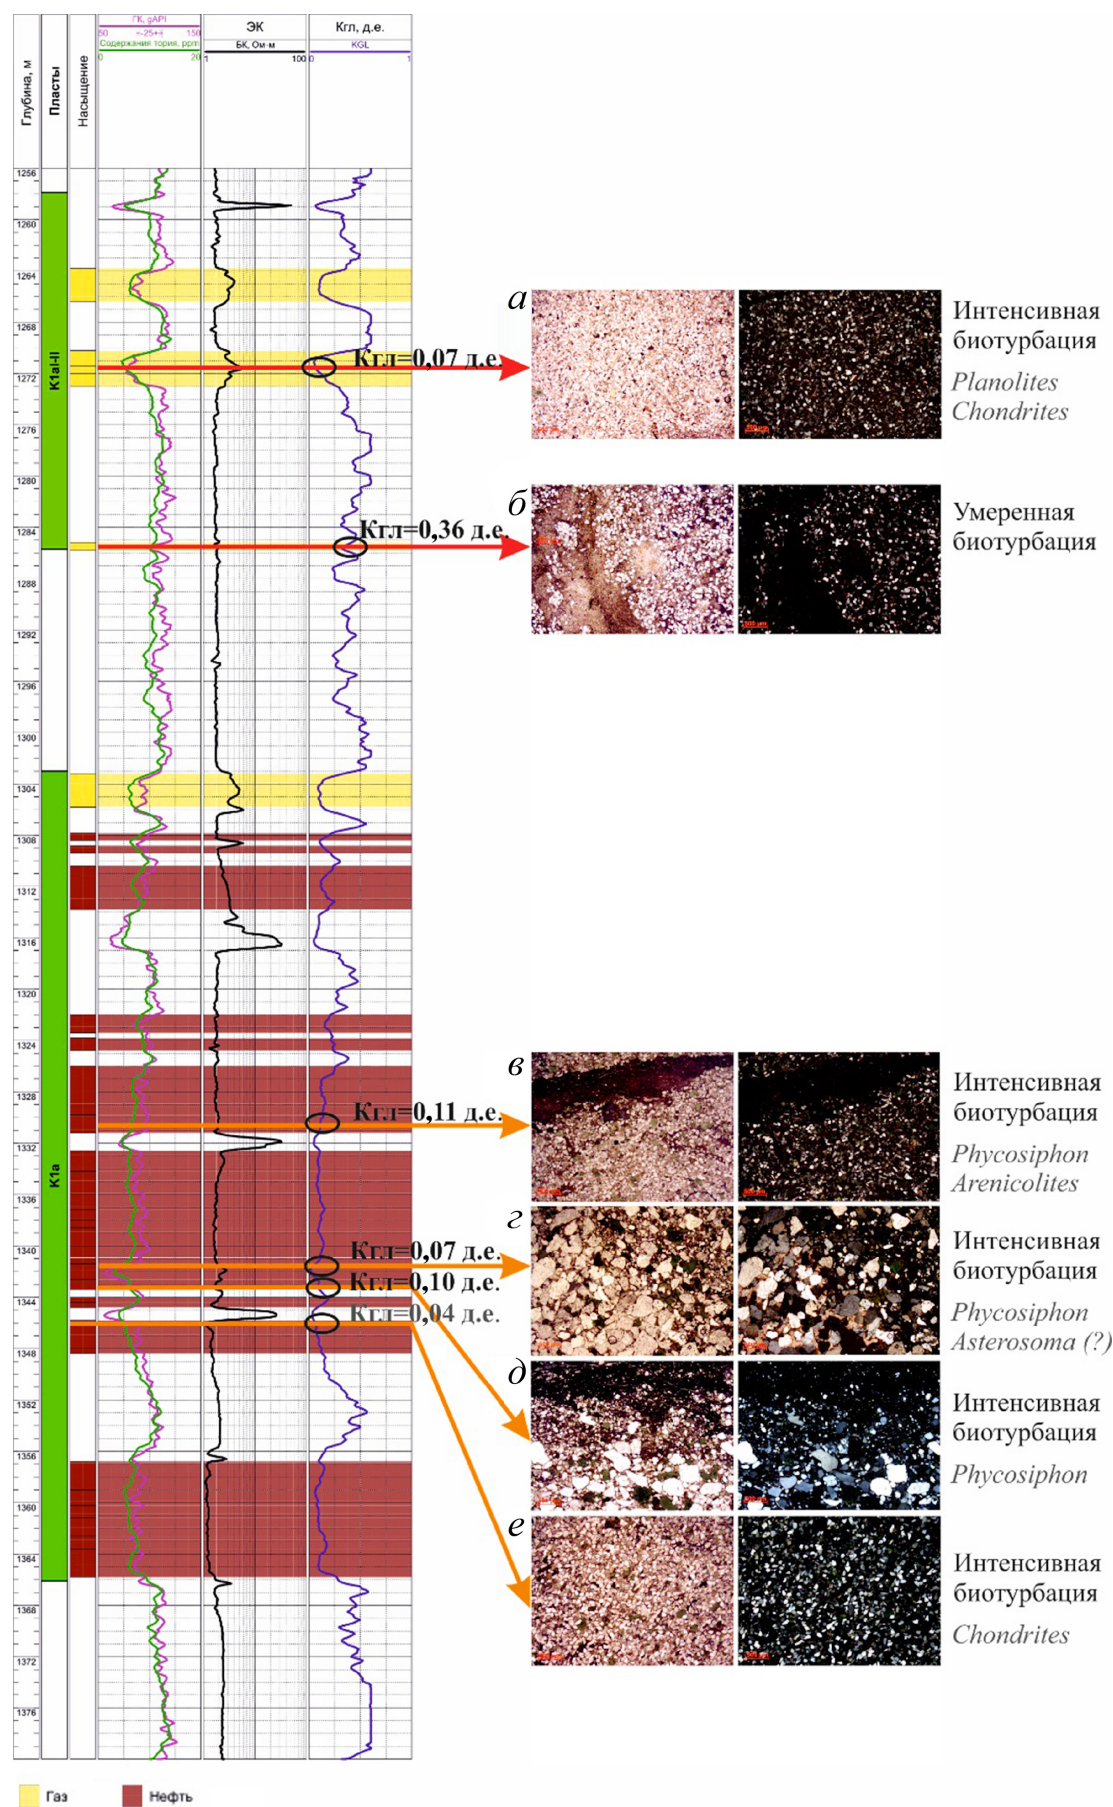 Глубина, м
Пласты
Насыщение
ГК, gAPI
50 150
Содержания тория, ppm
0 20
ЭК
БК, Ом·м
1 100
Кгл, д.е.
KGL
0 1
1256
1260
1264
1268
1272
1276
1280
1284
1288
1292
1296
1300
1304
1308
1312
1316
1320
1324
1328
1332
1336
1340
1344
1348
1352
1356
1360
1364
1368
1372
1376
K1al-II
K1a
Кгл=0,07 д.е.
а
Интенсивная
биотурбация
Planolites
Chondrites
Кгл=0,36 д.е.
б
Умеренная
биотурбация
Кгл=0,11 д.е.
в
Интенсивная
биотурбация
Phycosiphon
Arenicolites
Кгл=0,07 д.е.
г
Интенсивная
биотурбация
Phycosiphon
Asterosoma (?)
Кгл=0,10 д.е.
д
Интенсивная
биотурбация
Phycosiphon
Кгл=0,04 д.е.
е
Интенсивная
биотурбация
Chondrites
Газ
Нефть